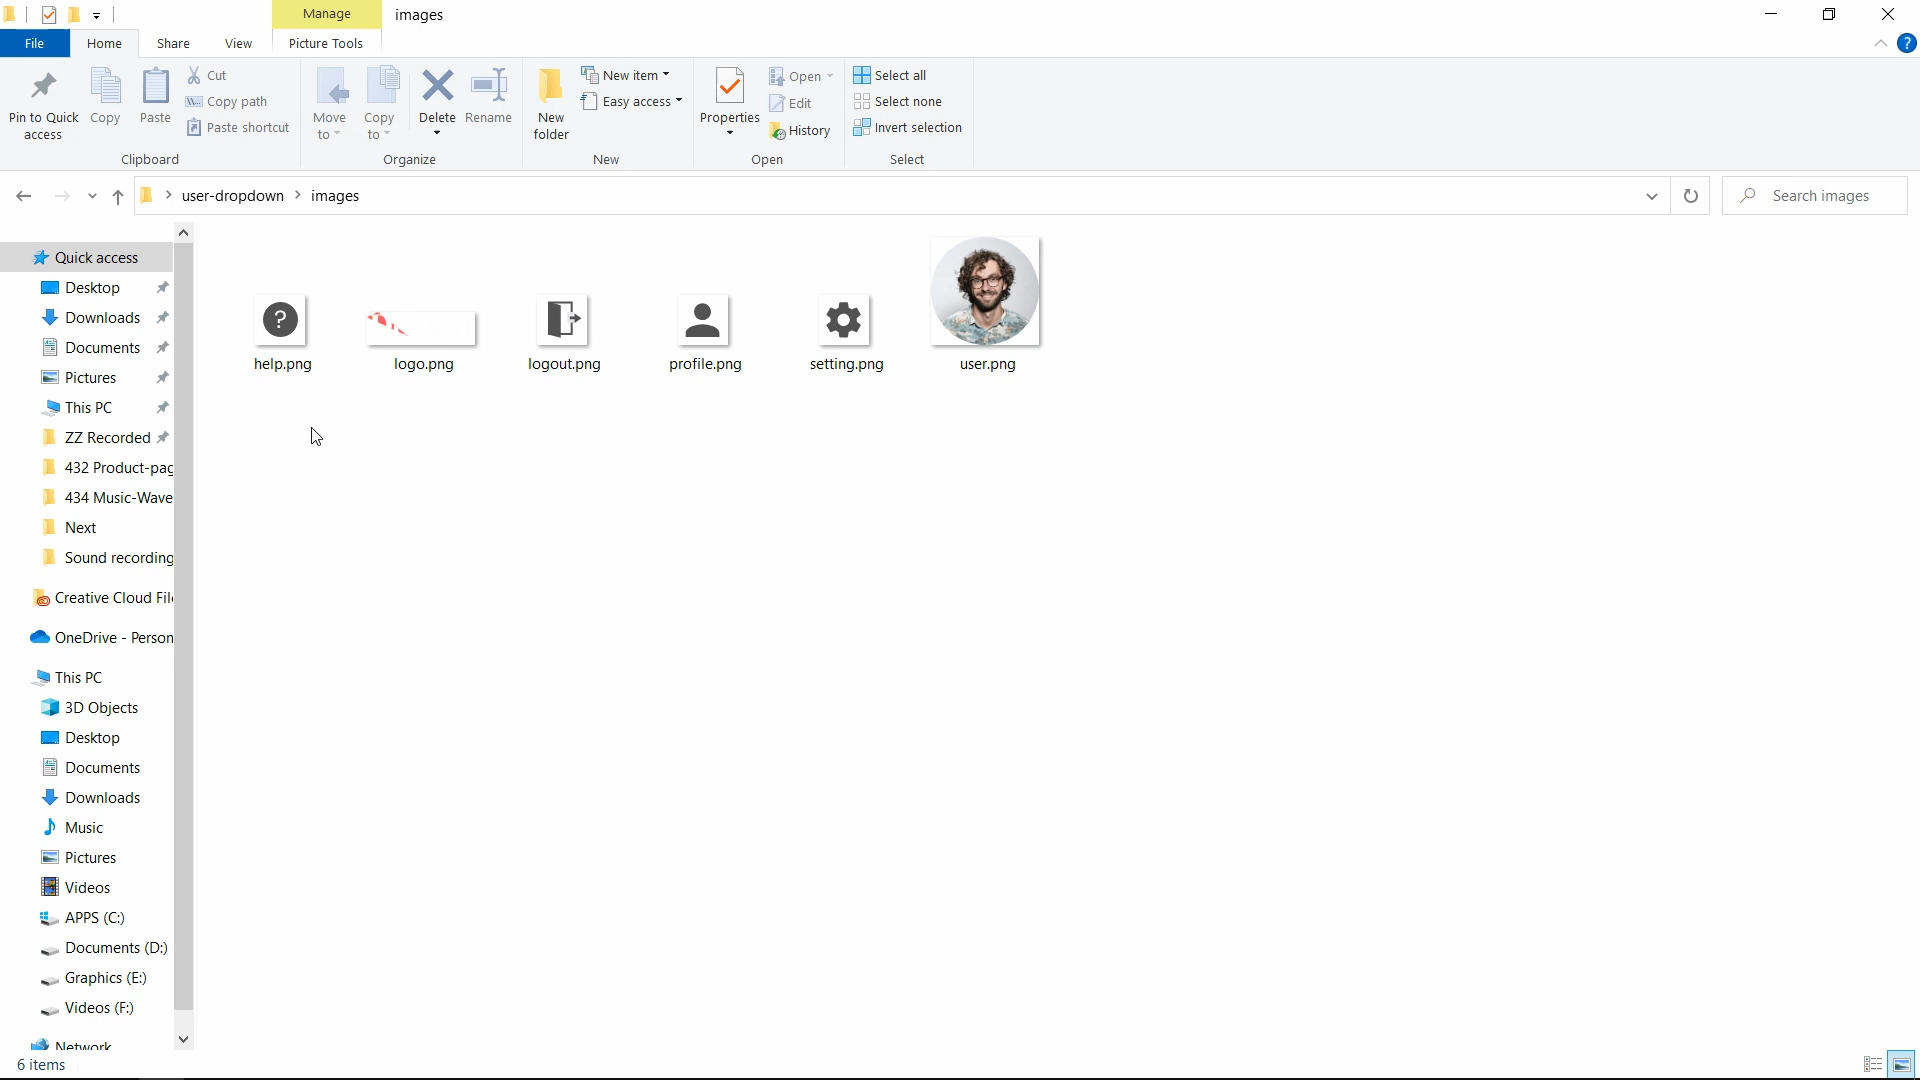 Manage
images
File
Home
Share
View
Picture Tools
Pin to Quick access
Copy
Paste
Cut
Copy path
Paste shortcut
Clipboard
Move to
Copy to
Delete
Rename
Organize
New folder
New item
Easy access
New
Properties
Open
Edit
History
Open
Select all
Select none
Invert selection
Select
user-dropdown
images
Search images
Quick access
Desktop
Downloads
Documents
Pictures
This PC
ZZ Recorded
432 Product-pag
434 Music-Wave
Next
Sound recording
Creative Cloud Fil
OneDrive - Person
This PC
3D Objects
Desktop
Documents
Downloads
Music
Pictures
Videos
APPS (C:)
Documents (D:)
Graphics (E:)
Videos (F:)
Network
help.png
logo.png
logout.png
profile.png
setting.png
user.png
6 items